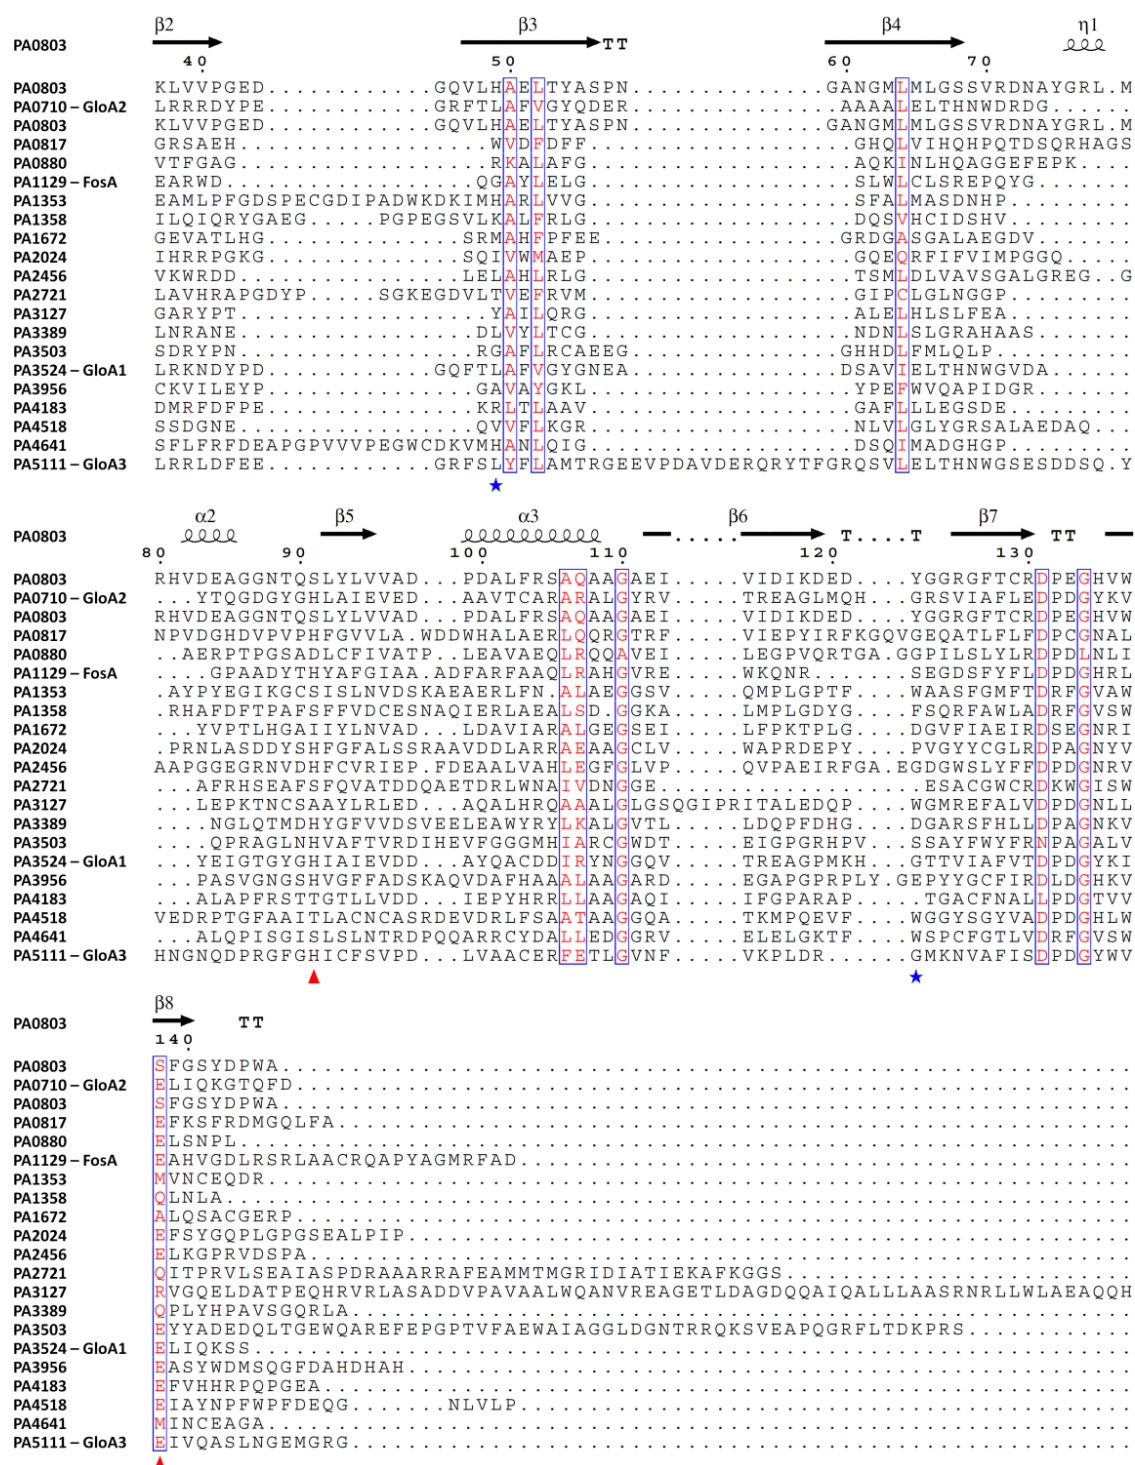 β2 β3 β4 η1
PA0803 TT
40 50 60 70
PA0803 KLVVPGED.............GQVLHAELTYASPN...............GANGMLMLGSSVRDNAYGRL.M
PA0710 – GloA2 LRRRDYPE.............GRFTLAFVGYQDER...............AAAALELTHNWDRDG........
PA0803 KLVVPGED.............GQVLHAELTYASPN...............GANGMLMLGSSVRDNAYGRL.M
PA0817 GRSAEH...................WVDFDFF...................GHQLVIHQHPQTDSQRHAGS
PA0880 VTFGAG...................RKALAFG...................AQKINLHQAGGEFEPK....
PA1129 – FosA EARWD...................QGAYLELG...................SLWLCLSREPQYG.......
PA1353 EAMLPFGDSPECGDIPADWKDKIMHARLVVG...................SFALMASDNHP.........
PA1358 ILQIQRYGAEG.....PGPEGSVLKALFRLG...................DQSVHCIDSHV.........
PA1672 GEVATLHG...............SRMAHFPFEE..................GRDGASGALAEGDV.......
PA2024 IHRRPGKG...............SQIVWMAEP...................GQEQRFIFVIMPGGQ.....
PA2456 VKWRDD.................LELAHLRLG...................TSMLDLVAVSGALGREG..G
PA2721 LAVHRAPGDYP.....SGKEGDVLTVEFRVM...................GIPCLGLNGGP.........
PA3127 GARYPT...................YAILQRG...................ALELHLSLFEA.........
PA3389 LNRANE..................DLVYLTCG...................NDNLSLGRAHAAS.......
PA3503 SDRYPN..................RGAFLRCAEEG................GHHDLFMLQLP..........
PA3524 – GloA1 LRKNDYPD.............GQFTLAFVGYGNEA...............DSAVIELTHNWGVDA.......
PA3956 CKVILEYP................GAVAYGKL...................YPEFWVQAPIDGR.......
PA4183 DMRFDFPE................KRLTLAAV...................GAFLLLEGSDE.........
PA4518 SSDGNE..................QVVFLKGR...................NLVLGLYGRSALAEDAQ...
PA4641 SFLFRFDEAPGPVVVPEGWCDKVMHANLQIG...................DSQIMADGHGP.........
PA5111 – GloA3 LRRLDFEE.............GRFSLYFLAMTRGEEVPDAVDERQRYTFGRQSVLELTHNWGSESDDSQ.Y
α2 β5 α3 β6 β7
PA0803 ..... T....T TT
80 90 100 110 120 130
PA0803 RHVDEAGGNTQSLYLVVAD...PDALFRSAQAAGAEI.....VIDIKDED....YGGRGFTCRDPEGHVW
PA0710 – GloA2 ...YTQGDGYGHLAIEVED...AAVTCARARALGYRV.....TREAGLMQH...GRSVIAFLEDPDGYKV
PA0803 RHVDEAGGNTQSLYLVVAD...PDALFRSAQAAGAEI.....VIDIKDED....YGGRGFTCRDPEGHVW
PA0817 NPVDGHDVPVPHFGVVLA.WDDWHALAERLQQRGTRF.....VIEPYIRFKGQVGEQATLFLFDPCGNAL
PA0880 ..AERPTPGSADLCFIVATP..LEAVAEQLRQQAVEI.....LEGPVQRTGA.GGPILSLYLRDPDLNLI
PA1129 – FosA ....GPAADYTHYAFGIAA..ADFARFAAQLRAHGVRE.....WKQNR......SEGDSFYFLDPDGHRL
PA1353 .AYPYEGIKGCSISLNVDSKAEAERLFN.ALAEGGSV.....QMPLGPTF....WAASFGMFTDRFGVAW
PA1358 .RHAFDFTPAFSFFVDCESNAQIERLAEALSD.GGKA.....LMPLGDYG....FSQRFAWLADRFGVSW
PA1672 ...YVPTLHGAIIYLNVAD...LDAVIARALGEGSEI.....LFPKTPLG....DGVFIAEIRDSEGNRI
PA2024 .PRNLASDDYSHFGFALSSRAAVDDLARRAEAAGCLV.....WAPRDEPY....PVGYYCGLRDPAGNYV
PA2456 AAPGGEGRNVDHFCVRIEP.FDEAALVAHLEGFGLVP.....QVPAEIRFGA.EGDGWSLYFFDPDGNRV
PA2721 ...AFRHSEAFSFQVATDDQAETDRLWNAIVDNGGE...............ESACGWCRDKWGISW
PA3127 ...LEPKTNCSAAYLRLED...AQALHRQAAALGLGSQGIPRITALEDQP....WGMREFALVDPDGNLL
PA3389 ....NGLQTMDHYGFVVDSVEELEAWYRYLKALGVTL.....LDQPFDHG....DGARSFHLLDPAGNKV
PA3503 ...QPRAGLNHVAFTVRDIHEVFGGGMHIARCGWDT.....EIGPGRHPV...SSAYFWYFRNPAGALV
PA3524 – GloA1 ...YEIGTGYGHIAIEVDD...AYQACDDIRYNGGQV.....TREAGPMKH...GTTVIAFVTDPDGYKI
PA3956 ...PASVGNGSHVGFFADSKAQVDAFHAAALAAGARD.....EGAPGPRPLY.GEPYYGCFIRDLDGHKV
PA4183 ...ALAPFRSTTGTLLVDD...IEPYHRRLLAAGAQI.....IFGPARAP.....TGACFNALLPDGTVV
PA4518 VEDRPTGFAAITLACNCASRDEVDRLFSAATAAGGQA.....TKMPQEVF....WGGYSGYVADPDGHLW
PA4641 ...ALQPISGISLSLNTRDPQQARRCYDALLEDGGRV.....ELELGKTF....WSPCFGTLVDRFGVSW
PA5111 – GloA3 HNGNQDPRGFGHICFSVPD...LVAACERFETLGVNF.....VKPLDR......GMKNVAFISDPDGYWV
β8
PA0803 TT
140
PA0803 SFGSYDPWA............................................................
PA0710 – GloA2 ELIQKGTQFD...........................................................
PA0803 SFGSYDPWA............................................................
PA0817 EFKSFRDMGQLFA........................................................
PA0880 ELSNPL...............................................................
PA1129 – FosA EAHVGDLRSRLAACRQAPYAGMRFAD...........................................
PA1353 MVNCEQDR.............................................................
PA1358 QLNLA................................................................
PA1672 ALQSACGERP...........................................................
PA2024 EFSYGQPLGPGSEALPIP...................................................
PA2456 ELKGPRVDSPA..........................................................
PA2721 QITPRVLSEAIASPDRAAARRAFEAMMTMGRIDIATIEKAFKGGS.........................
PA3127 RVGQELDATPEQHRVRLASADDVPAVAALWQANVREAGETLDAGDQQAIQALLLAASRNRLLWLAEAQQH
PA3389 QPLYHPAVSGQRLA.......................................................
PA3503 EYYADEDQLTGEWQAREFEPGPTVFAEWAIAGGLDGNTRRQKSVEAPQGRFLTDKPRS............
PA3524 – GloA1 ELIQKSS..............................................................
PA3956 EASYWDMSQGFDAHDHAH...................................................
PA4183 EFVHHRPQPGEA.........................................................
PA4518 EIAYNPFWPFDEQG.......NLVLP...........................................
PA4641 MINCEAGA.............................................................
PA5111 – GloA3 EIVQASLNGEMGRG.......................................................